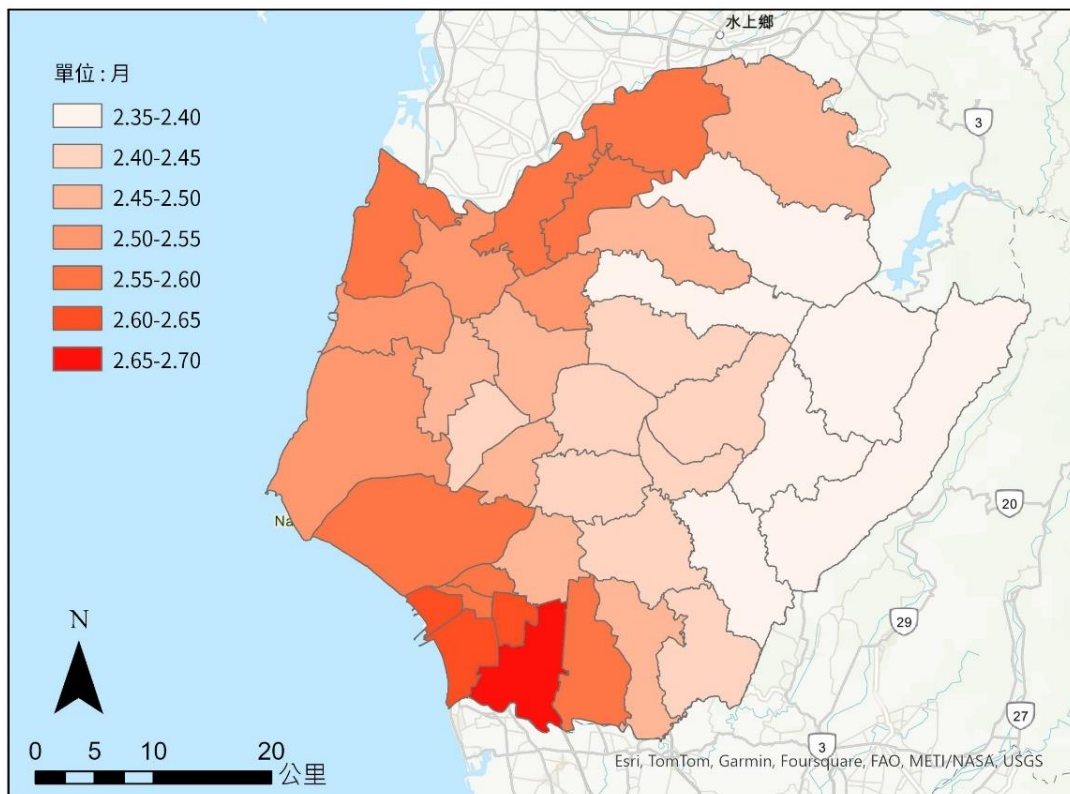 水上鄉
單位 : 月
2.35-2.40
2.40-2.45
2.45-2.50
2.50-2.55
2.55-2.60
2.60-2.65
2.65-2.70
3
20
Na
29
27
3
N
0 5 10 20
公里
Esri, TomTom, Garmin, Foursquare, FAO, METI/NASA, USGS